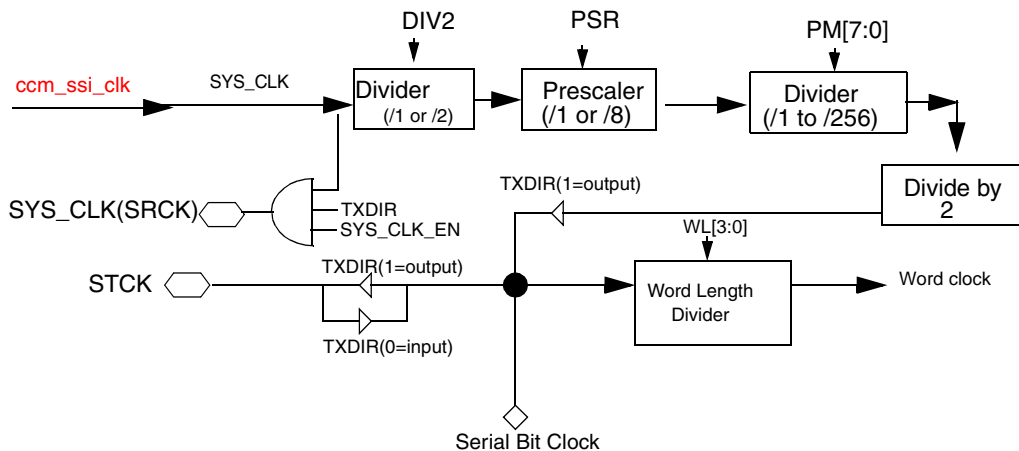 DIV2
PSR
PM[7:0]
ccm_ssi_clk
SYS_CLK
Divider
(/1 or /2)
Prescaler
(/1 or /8)
Divider
(/1 to /256)
TXDIR(1=output)
Divide by
2
SYS_CLK(SRCK)
TXDIR
SYS_CLK_EN
WL[3:0]
STCK
TXDIR(1=output)
Word Length
Divider
Word clock
TXDIR(0=input)
Serial Bit Clock